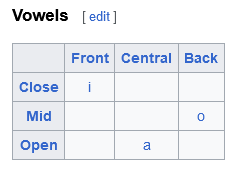 Vowels [ edit ]
Front Central Back
Close i
Mid o
Open a